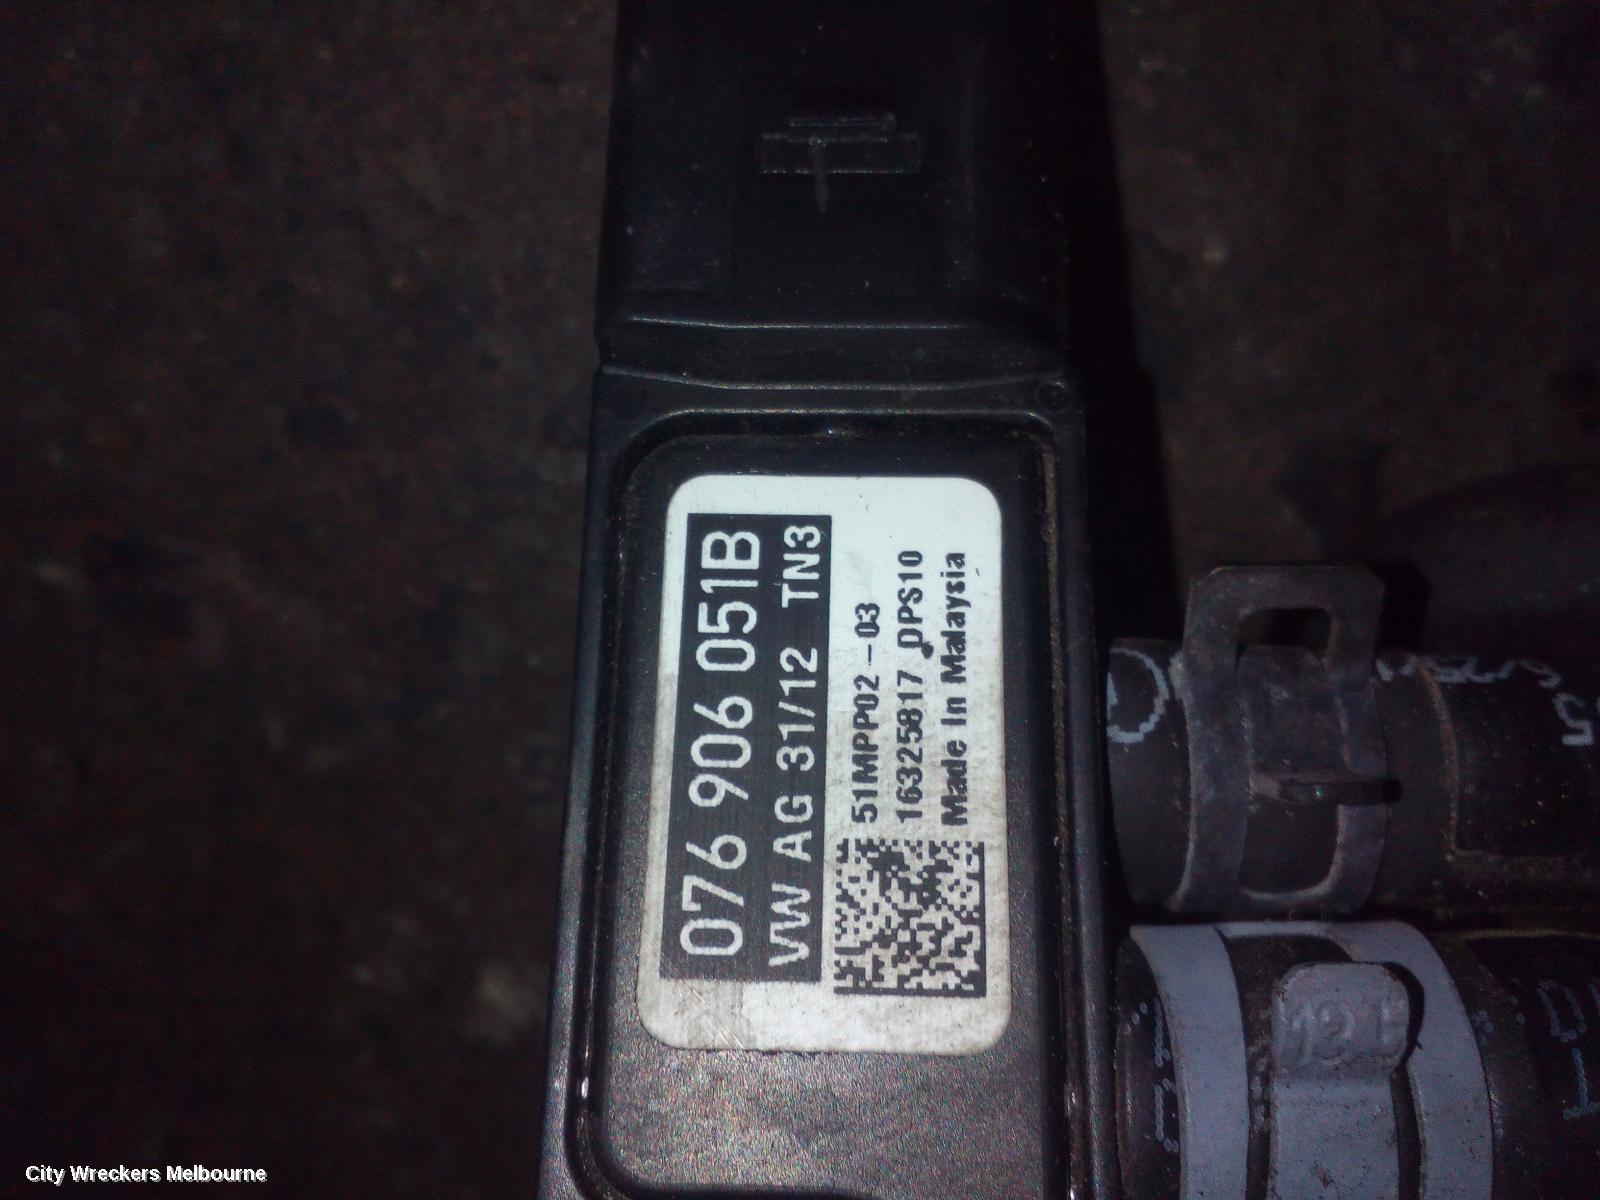 076 906 051B
VW AG 31/12 TN3
51MPP02-03
16325817 DPS10
Made In Malaysia
City Wreckers Melbourne